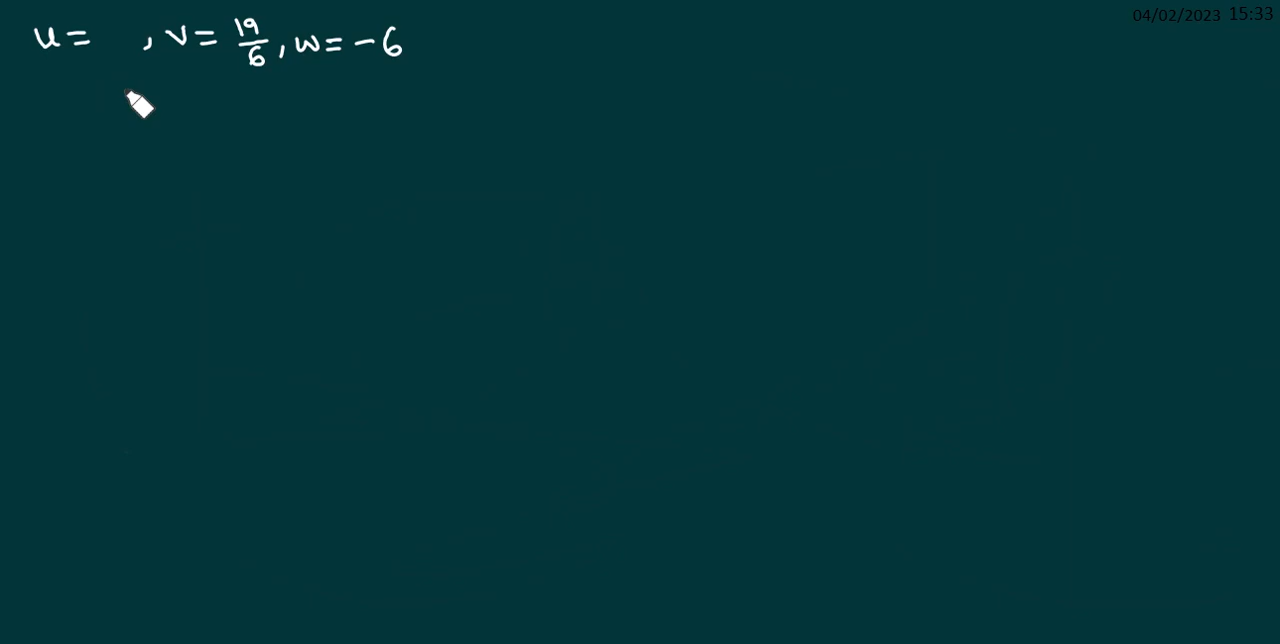 04/02/2023 15:33
u= , v= 19/6, w= -6